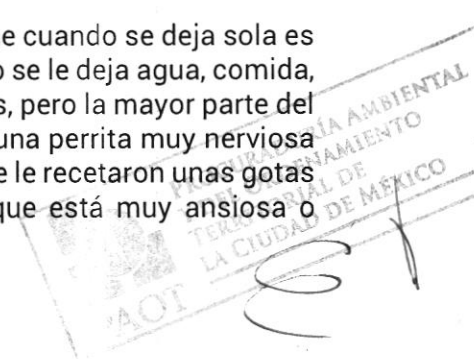 e cuando se deja sola es
o se le deja agua, comida,
s, pero la mayor parte del
una perrita muy nerviosa
e le recetaron unas gotas
que está muy ansiosa o
PROCURADURÍA AMBIENTAL
DEL ORDENAMIENTO
TERRITORIAL DE
LA CIUDAD DE MÉXICO
PAOT